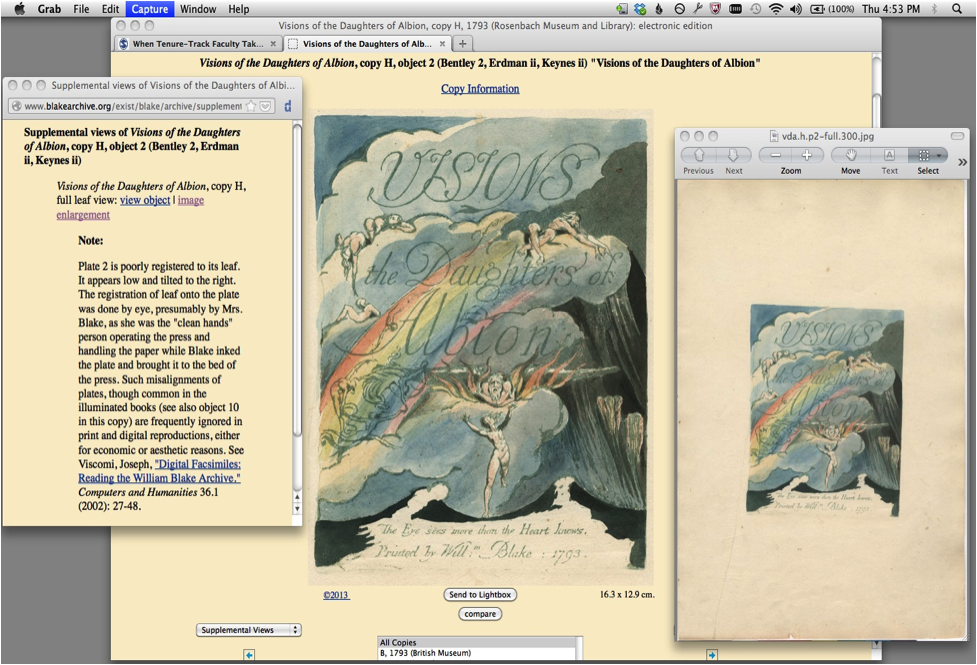 Grab File Edit Capture Window Help
(100%) Thu 4:53 PM
Visions of the Daughters of Albion, copy H, 1793 (Rosenbach Museum and Library): electronic edition
When Tenure-Track Faculty Tak...
Visions of the Daughters of Alb...
Visions of the Daughters of Albion, copy H, object 2 (Bentley 2, Erdman ii, Keynes ii) "Visions of the Daughters of Albion"
Copy Information
Supplemental views of Visions of the Daughters of Albi...
www.blakearchive.org/exist/blake/archive/supplement
Supplemental views of Visions of the Daughters
of Albion, copy H, object 2 (Bentley 2, Erdman
ii, Keynes ii)
Visions of the Daughters of Albion, copy H,
full leaf view: view object | image
enlargement
Note:
Plate 2 is poorly registered to its leaf.
It appears low and tilted to the right.
The registration of leaf onto the plate
was done by eye, presumably by Mrs.
Blake, as she was the "clean hands"
person operating the press and
handling the paper while Blake inked
the plate and brought it to the bed of
the press. Such misalignments of
plates, though common in the
illuminated books (see also object 10
in this copy) are frequently ignored in
print and digital reproductions, either
for economic or aesthetic reasons. See
Viscomi, Joseph, "Digital Facsimiles:
Reading the William Blake Archive."
Computers and Humanities 36.1
(2002): 27-48.
VISIONS
of
the Daughters of
Albion
The Eye sees more than the Heart knows.
Printed by Will:m Blake : 1793.
©2013
Send to Lightbox
16.3 x 12.9 cm.
compare
Supplemental Views
All Copies
B, 1793 (British Museum)
vda.h.p2-full.300.jpg
Previous Next Zoom Move Text Select
VISIONS
of
the Daughters of
Albion
The Eye sees more than the Heart knows.
Printed by Will:m Blake : 1793.